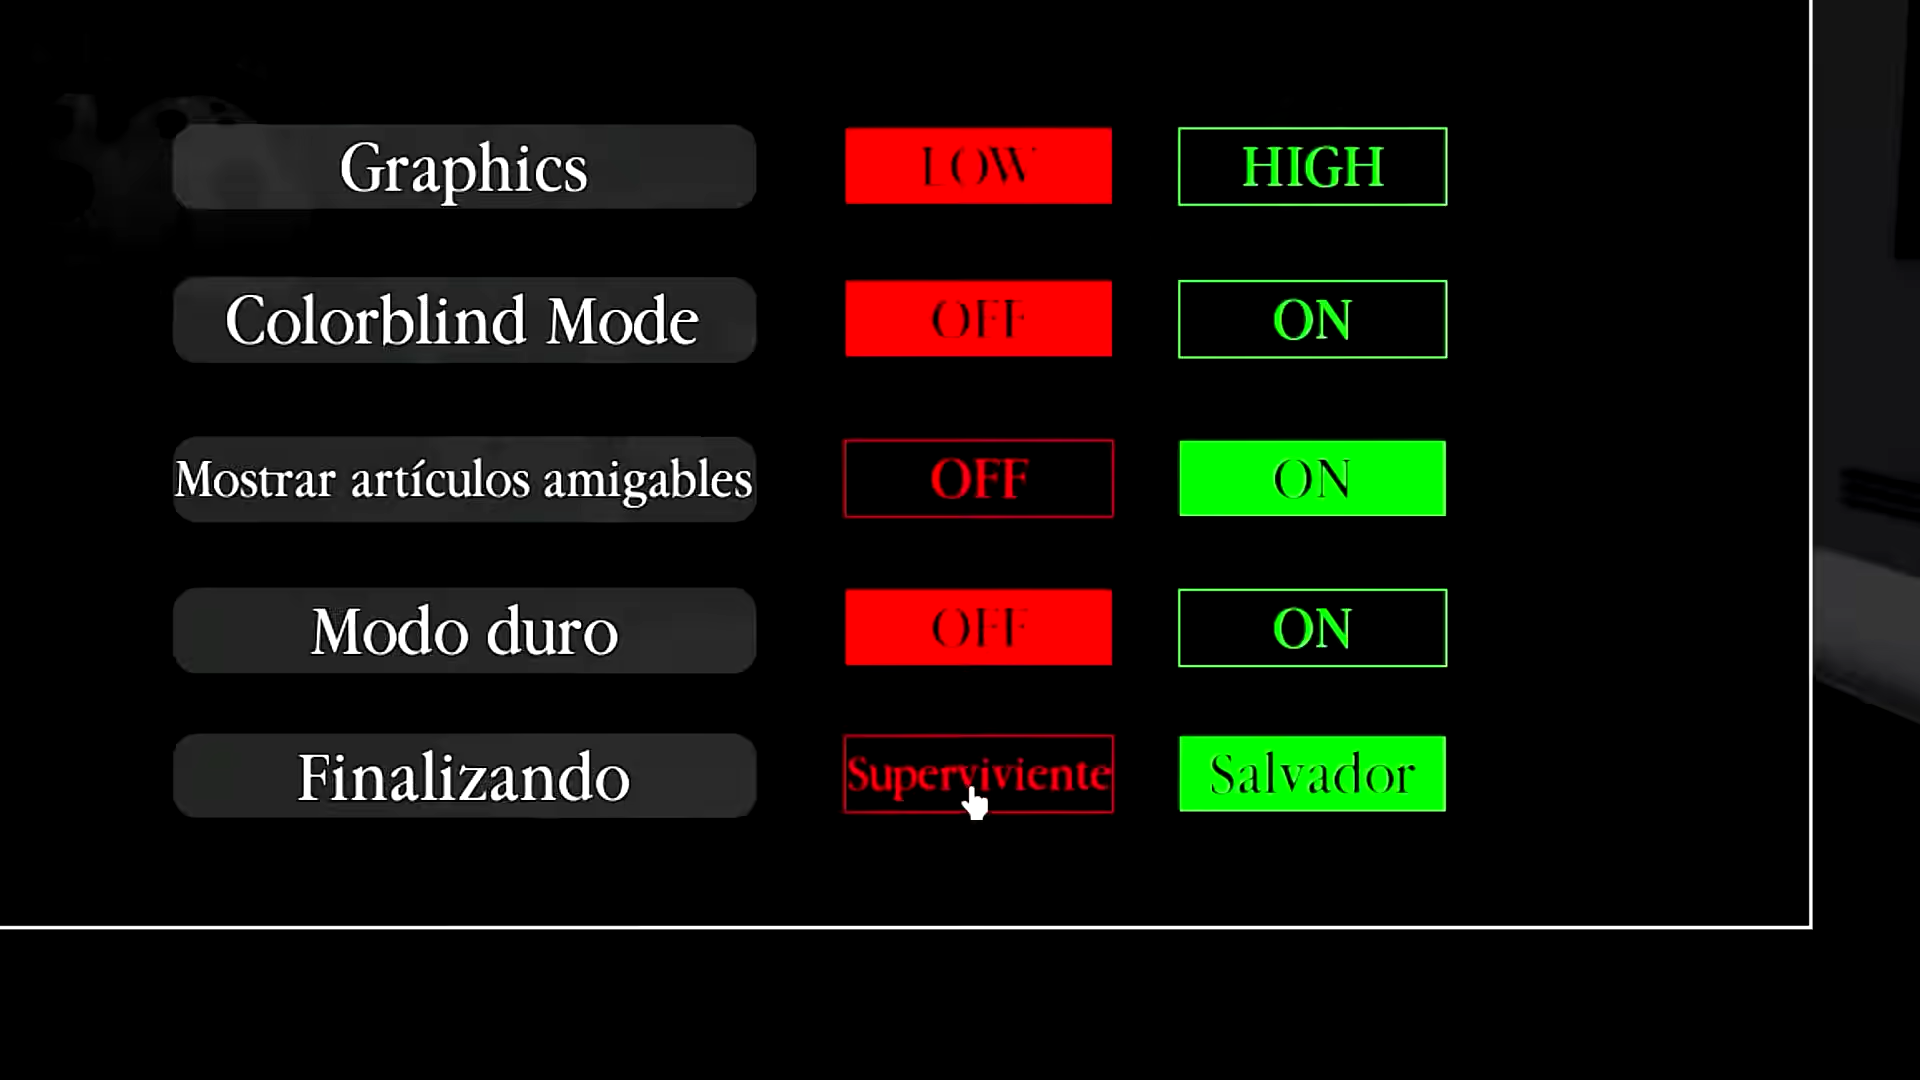 Graphics LOW HIGH
Colorblind Mode OFF ON
Mostrar artículos amigables OFF ON
Modo duro OFF ON
Finalizando Superviviente Salvador